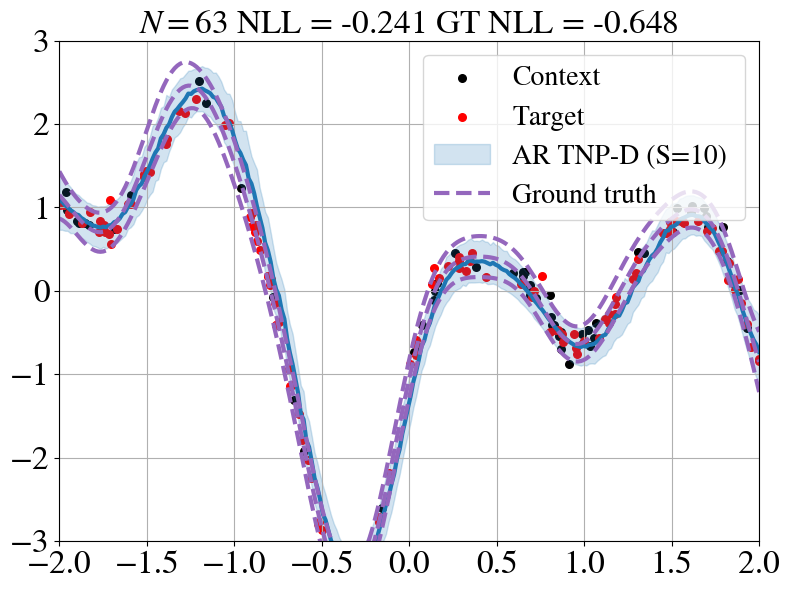 N = 63 NLL = -0.241 GT NLL = -0.648
Context
Target
AR TNP-D (S=10)
Ground truth
3
2
1
0
−1
−2
−3
−2.0 −1.5 −1.0 −0.5 0.0 0.5 1.0 1.5 2.0